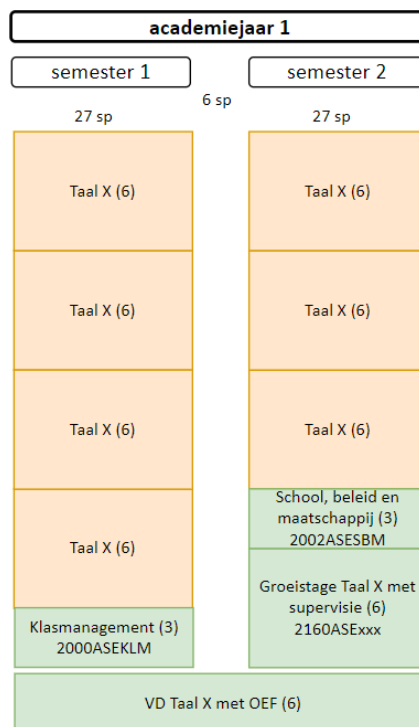 academiejaar 1
semester 1
semester 2
6 sp
27 sp
27 sp
Taal X (6)
Taal X (6)
Taal X (6)
Taal X (6)
Klasmanagement (3)
2000ASEKLM
Taal X (6)
Taal X (6)
Taal X (6)
School, beleid en
maatschappij (3)
2002ASESBM
Groeistage Taal X met
supervisie (6)
2160ASExxx
VD Taal X met OEF (6)